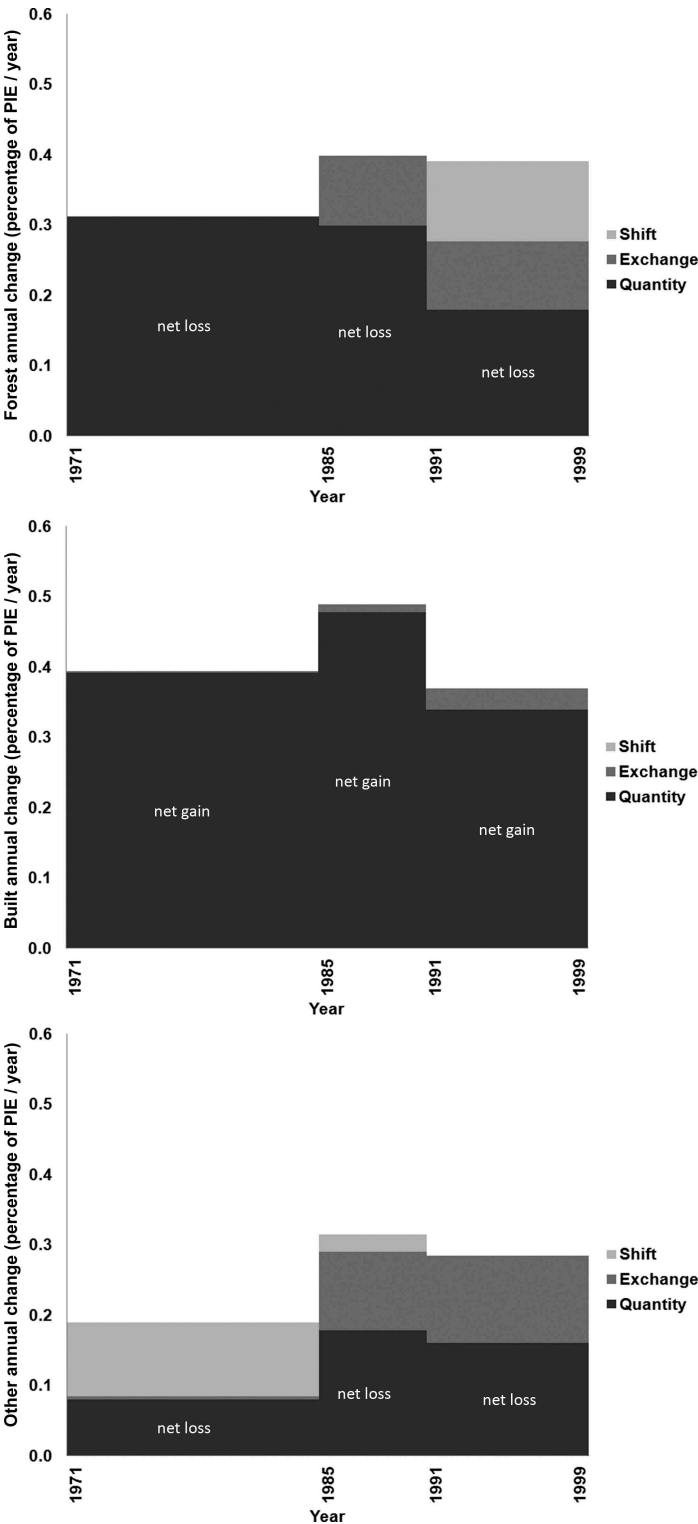 Forest annual change (percentage of PIE / year)
0.6
0.5
0.4
0.3
0.2
0.1
0.0
net loss
net loss
net loss
Shift
Exchange
Quantity
1971
1985
1991
1999
Year
Built annual change (percentage of PIE / year)
0.6
0.5
0.4
0.3
0.2
0.1
0.0
net gain
net gain
net gain
Shift
Exchange
Quantity
1971
1985
1991
1999
Year
Other annual change (percentage of PIE / year)
0.6
0.5
0.4
0.3
0.2
0.1
0.0
net loss
net loss
net loss
Shift
Exchange
Quantity
1971
1985
1991
1999
Year